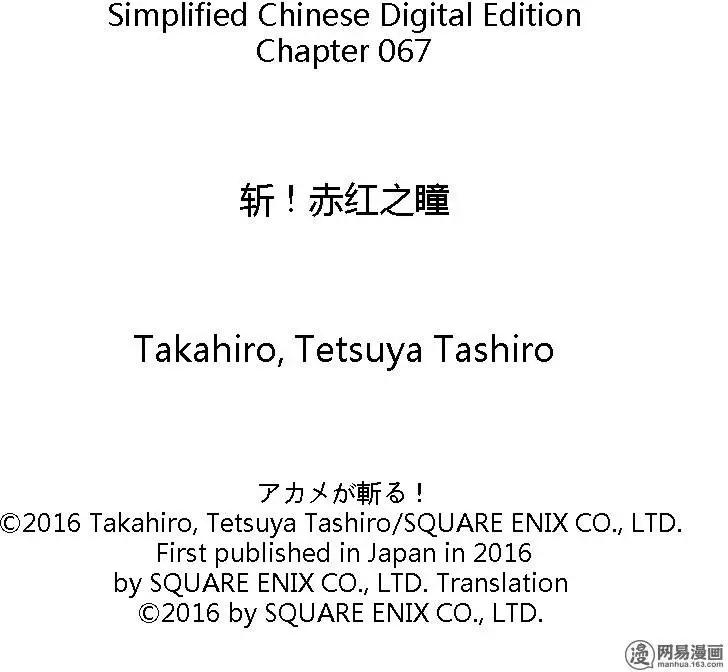 Simplified Chinese Digital Edition
Chapter 067
斩！赤红之瞳
Takahiro, Tetsuya Tashiro
アカメが斬る！
©2016 Takahiro, Tetsuya Tashiro/SQUARE ENIX CO., LTD.
First published in Japan in 2016
by SQUARE ENIX CO., LTD. Translation
©2016 by SQUARE ENIX CO., LTD.
漫 网易漫画
manhua.163.com